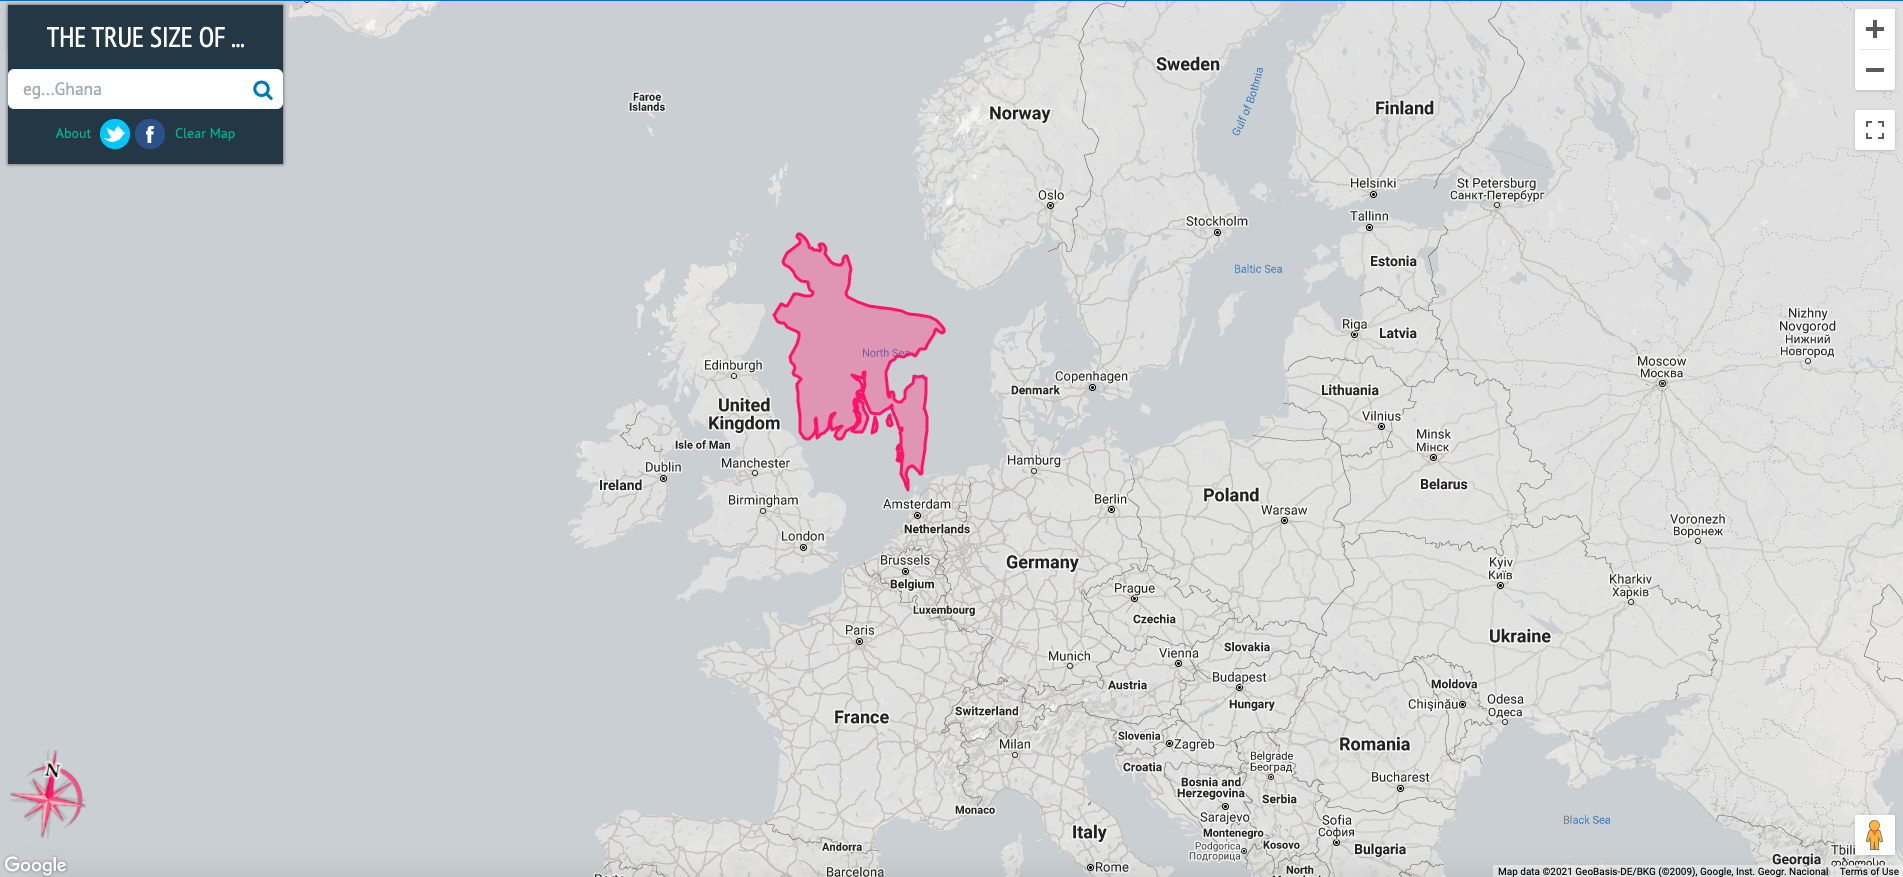 THE TRUE SIZE OF ...
eg...Ghana
About
Clear Map
Faroe
Islands
Sweden
Norway
Gulf of Bothnia
Finland
Oslo
Helsinki
St Petersburg
Санкт-Петербург
Stockholm
Tallinn
Baltic Sea
Estonia
Nizhny
Novgorod
Нижний
Новгород
Riga
Latvia
North Sea
Edinburgh
Moscow
Москва
Copenhagen
Denmark
Lithuania
United
Kingdom
Vilnius
Isle of Man
Minsk
Мінск
Manchester
Dublin
Hamburg
Ireland
Birmingham
Amsterdam
Berlin
Poland
Belarus
Warsaw
Netherlands
Voronezh
Воронеж
London
Brussels
Germany
Kyiv
Київ
Belgium
Prague
Kharkiv
Харків
Luxembourg
Czechia
Paris
Ukraine
Munich
Vienna
Slovakia
Budapest
Austria
Moldova
Hungary
Chișinău
Odesa
Одеса
Switzerland
France
Slovenia
Zagreb
Milan
Romania
Croatia
Belgrade
Београд
Bosnia and
Herzegovina
Bucharest
Serbia
Monaco
Sarajevo
Sofia
София
Black Sea
Italy
Montenegro
Kosovo
Podgorica
Подгорица
Bulgaria
Andorra
Rome
Barcelona
North
Georgia
N
Google
Map data ©2021 GeoBasis-DE/BKG (©2009), Google, Inst. Geogr. Nacional
Terms of Use